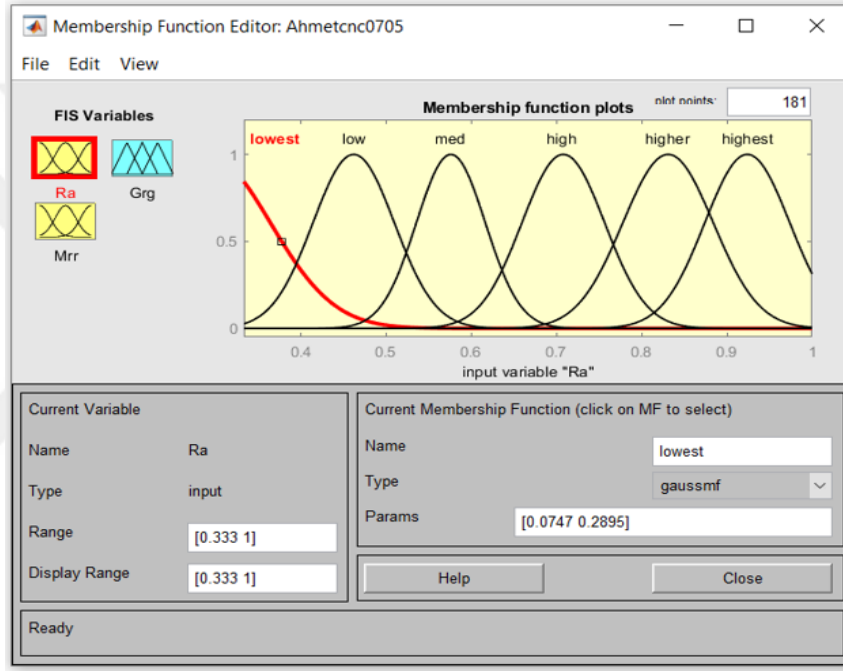 Membership Function Editor: Ahmetcnc0705
File Edit View
FIS Variables
Ra
Grg
Mrr
Membership function plots
plot points:
181
lowest low med high higher highest
1
0.5
0
0.4 0.5 0.6 0.7 0.8 0.9 1
input variable "Ra"
Current Variable
Name Ra
Type input
Range [0.333 1]
Display Range [0.333 1]
Current Membership Function (click on MF to select)
Name lowest
Type gaussmf
Params [0.0747 0.2895]
Help Close
Ready